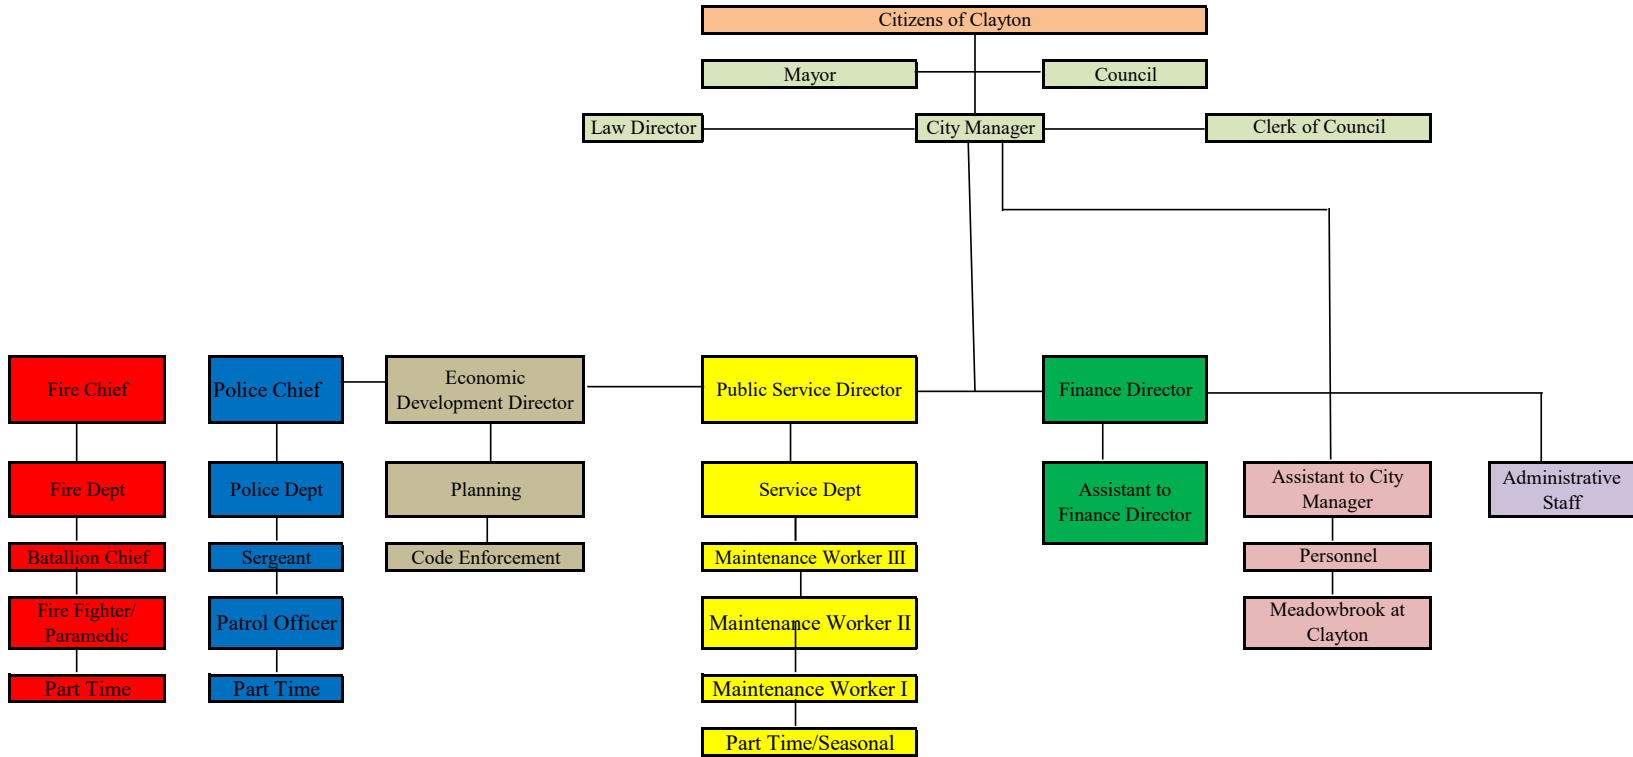 Citizens of Clayton
Mayor
Council
Law Director
City Manager
Clerk of Council
Fire Chief
Police Chief
Economic
Development Director
Public Service Director
Finance Director
Fire Dept
Police Dept
Planning
Service Dept
Assistant to
Finance Director
Assistant to City
Manager
Administrative
Staff
Batallion Chief
Sergeant
Code Enforcement
Maintenance Worker III
Personnel
Fire Fighter/
Paramedic
Patrol Officer
Maintenance Worker II
Meadowbrook at
Clayton
Part Time
Part Time
Maintenance Worker I
Part Time/Seasonal